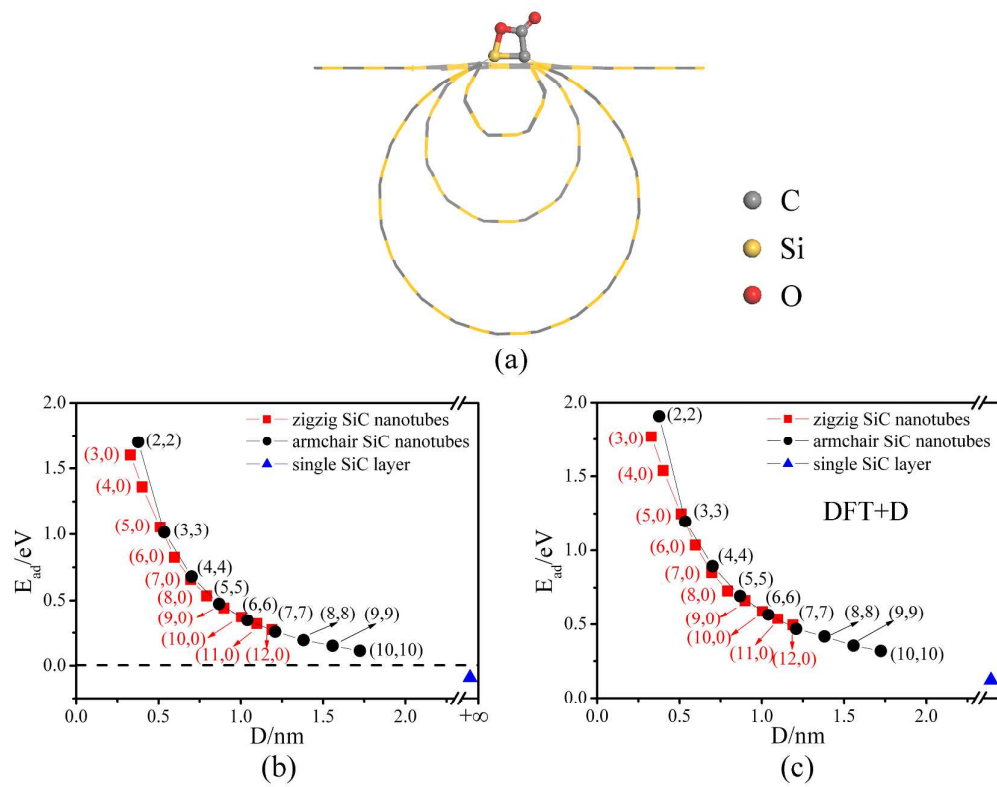 C
Si
O
(a)
2.0
1.5
1.0
0.5
0.0
E_ad/eV
zigzig SiC nanotubes
armchair SiC nanotubes
single SiC layer
(2,2)
(3,0)
(4,0)
(5,0)
(3,3)
(6,0)
(4,4)
(7,0)
(5,5)
(8,0)
(6,6)
(7,7)
(8,8)
(9,9)
(9,0)
(10,0)
(11,0)
(12,0)
(10,10)
0.0 0.5 1.0 1.5 2.0 +∞
D/nm
(b)
2.0
1.5
1.0
0.5
0.0
E_ad/eV
zigzig SiC nanotubes
armchair SiC nanotubes
single SiC layer
DFT+D
(2,2)
(3,0)
(4,0)
(5,0)
(3,3)
(6,0)
(4,4)
(7,0)
(5,5)
(8,0)
(6,6)
(7,7)
(8,8)
(9,9)
(9,0)
(10,0)
(11,0)
(12,0)
(10,10)
0.0 0.5 1.0 1.5 2.0
D/nm
(c)